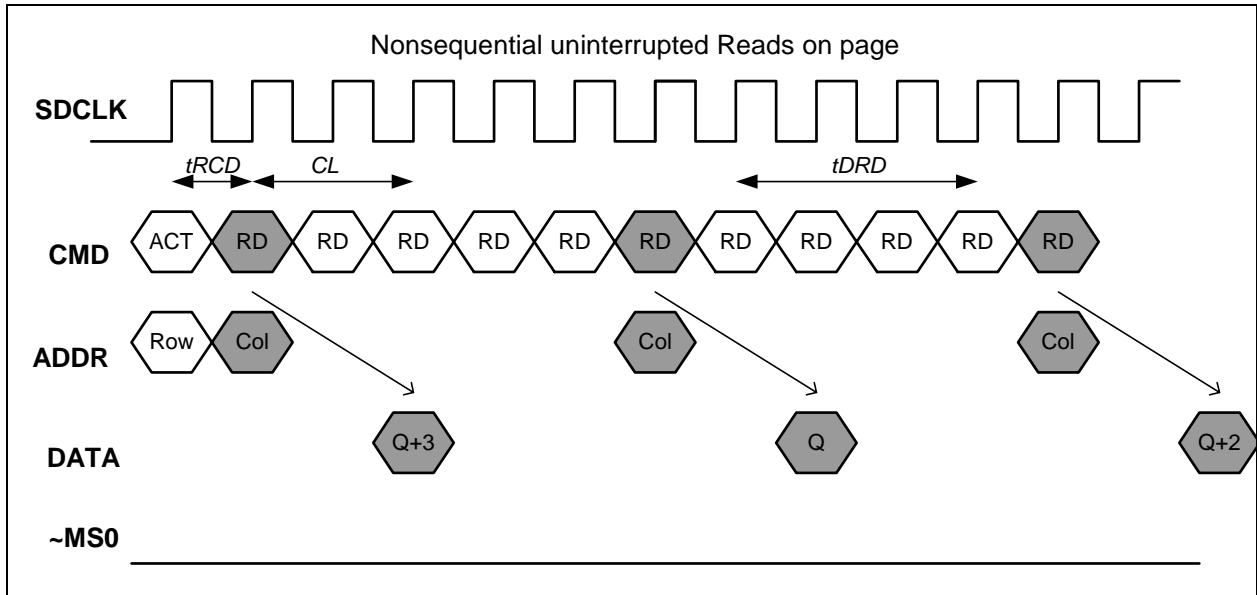 Nonsequential uninterrupted Reads on page
SDCLK
tRCD CL tDRD
CMD ACT RD RD RD RD RD RD RD RD RD RD RD
ADDR Row Col Col Col
DATA Q+3 Q Q+2
~MS0